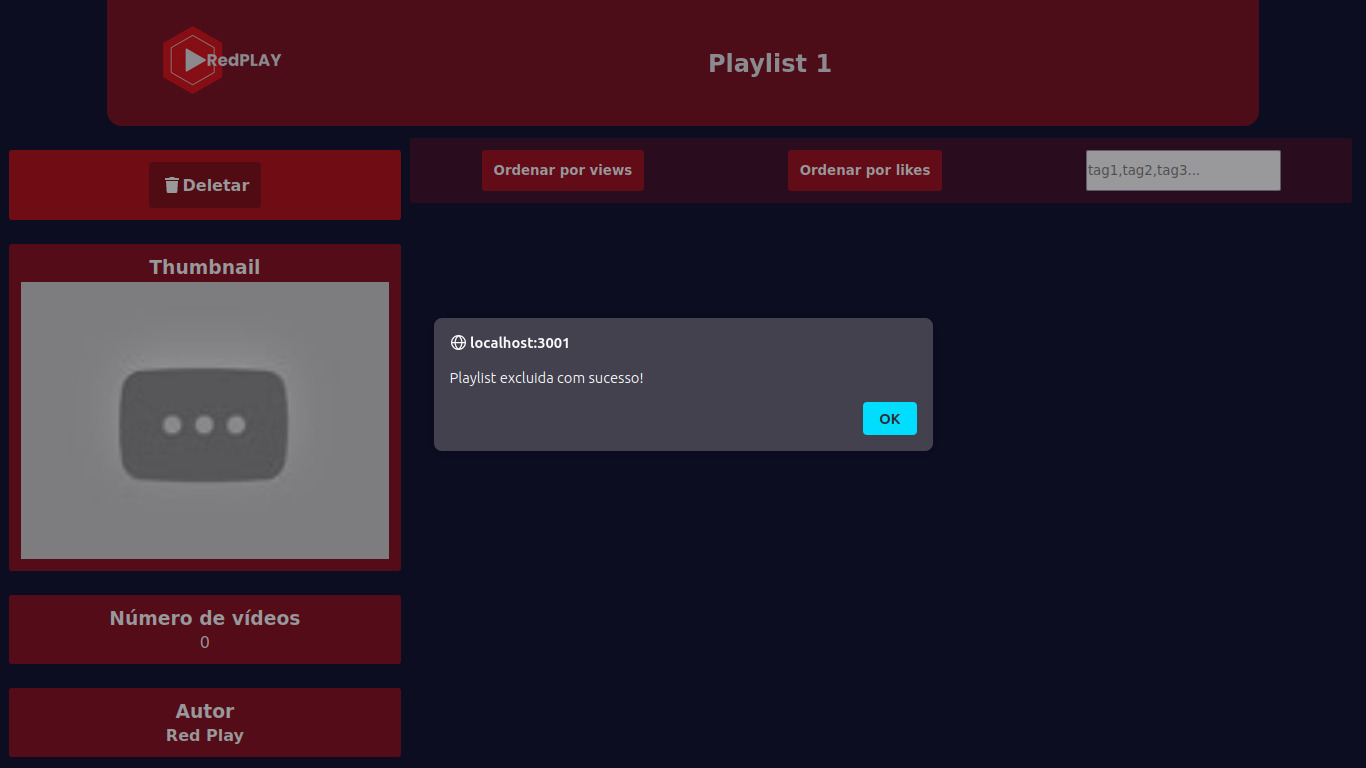 RedPLAY
Playlist 1
Deletar
Ordenar por views
Ordenar por likes
tag1,tag2,tag3...
Thumbnail
localhost:3001
Playlist excluida com sucesso!
OK
Número de vídeos
0
Autor
Red Play